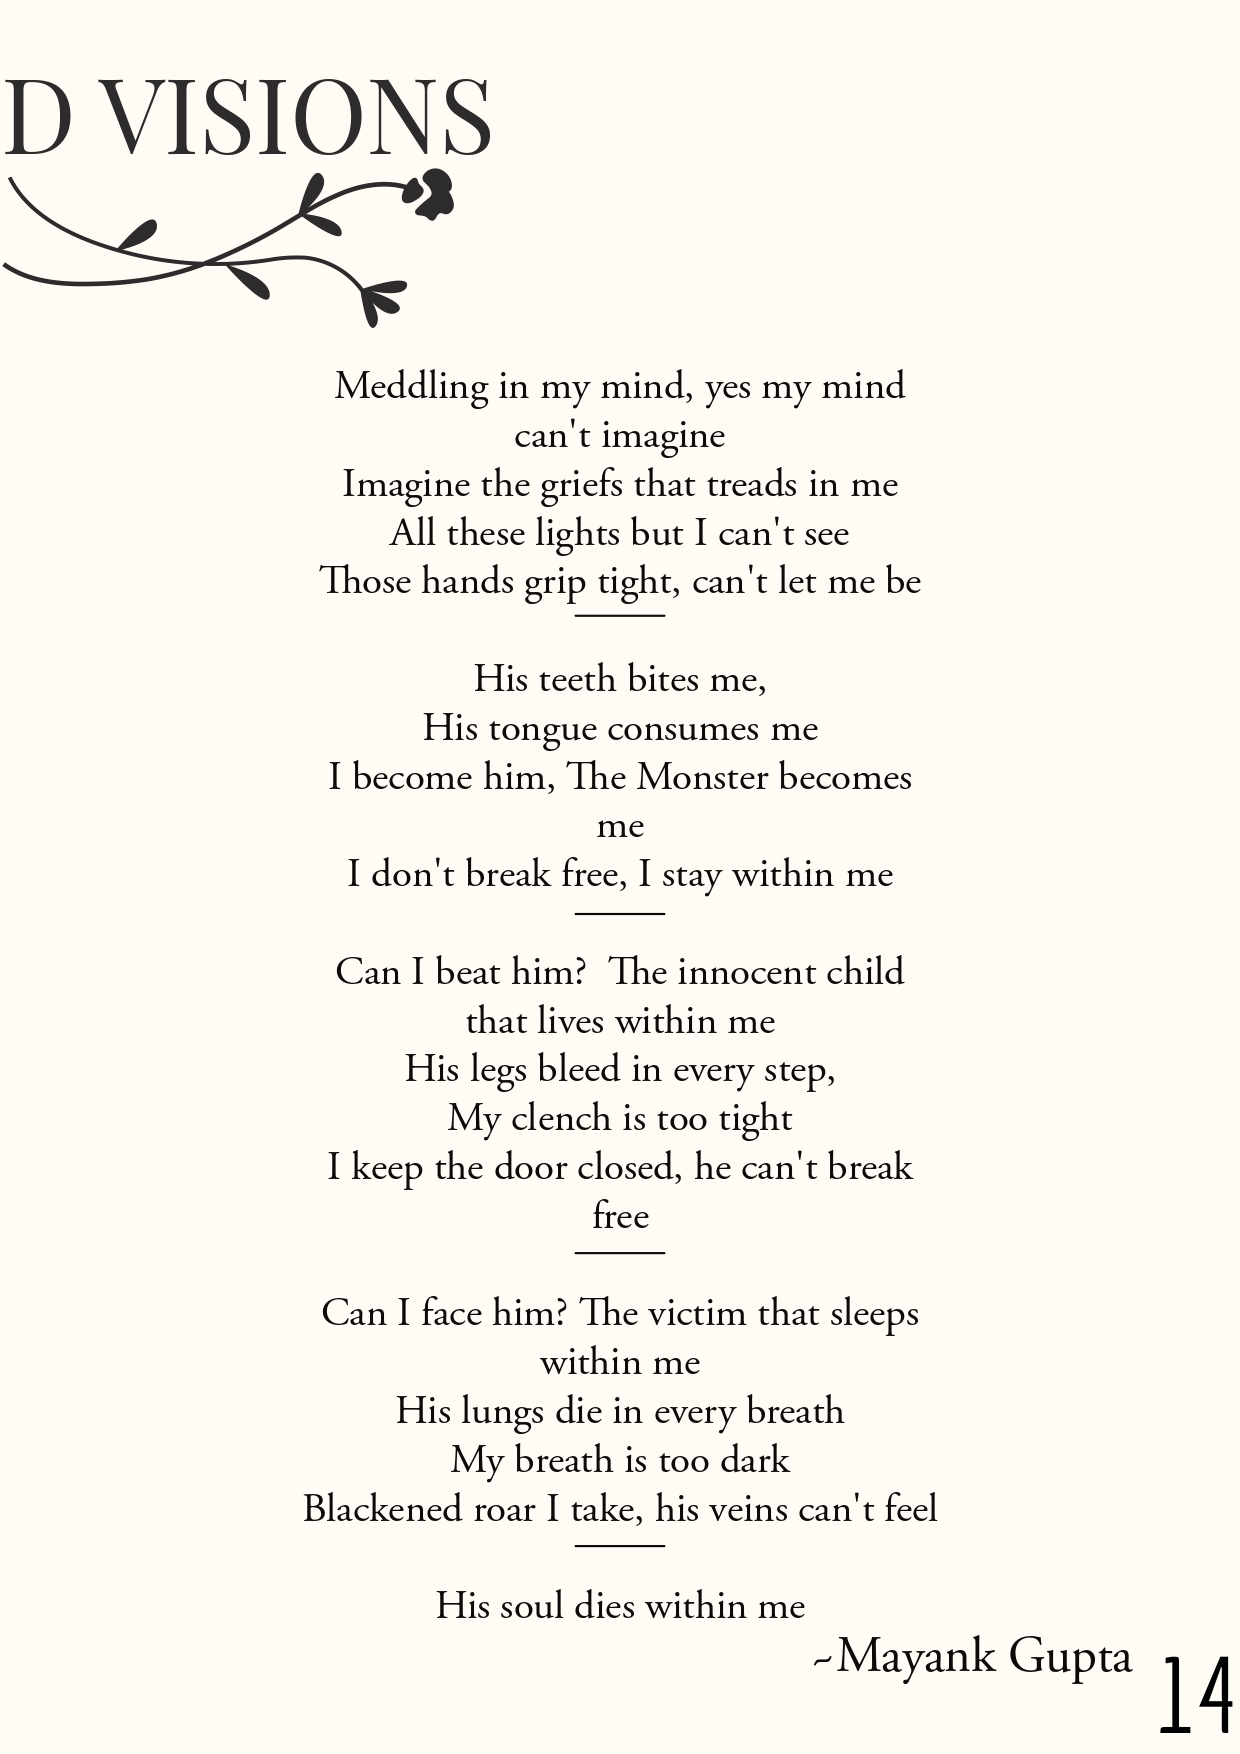 D VISIONS
Meddling in my mind, yes my mind
can't imagine
Imagine the griefs that treads in me
All these lights but I can't see
Those hands grip tight, can't let me be
His teeth bites me,
His tongue consumes me
I become him, The Monster becomes
me
I don't break free, I stay within me
Can I beat him?  The innocent child
that lives within me
His legs bleed in every step,
My clench is too tight
I keep the door closed, he can't break
free
Can I face him? The victim that sleeps
within me
His lungs die in every breath
My breath is too dark
Blackened roar I take, his veins can't feel
His soul dies within me
~Mayank Gupta
14